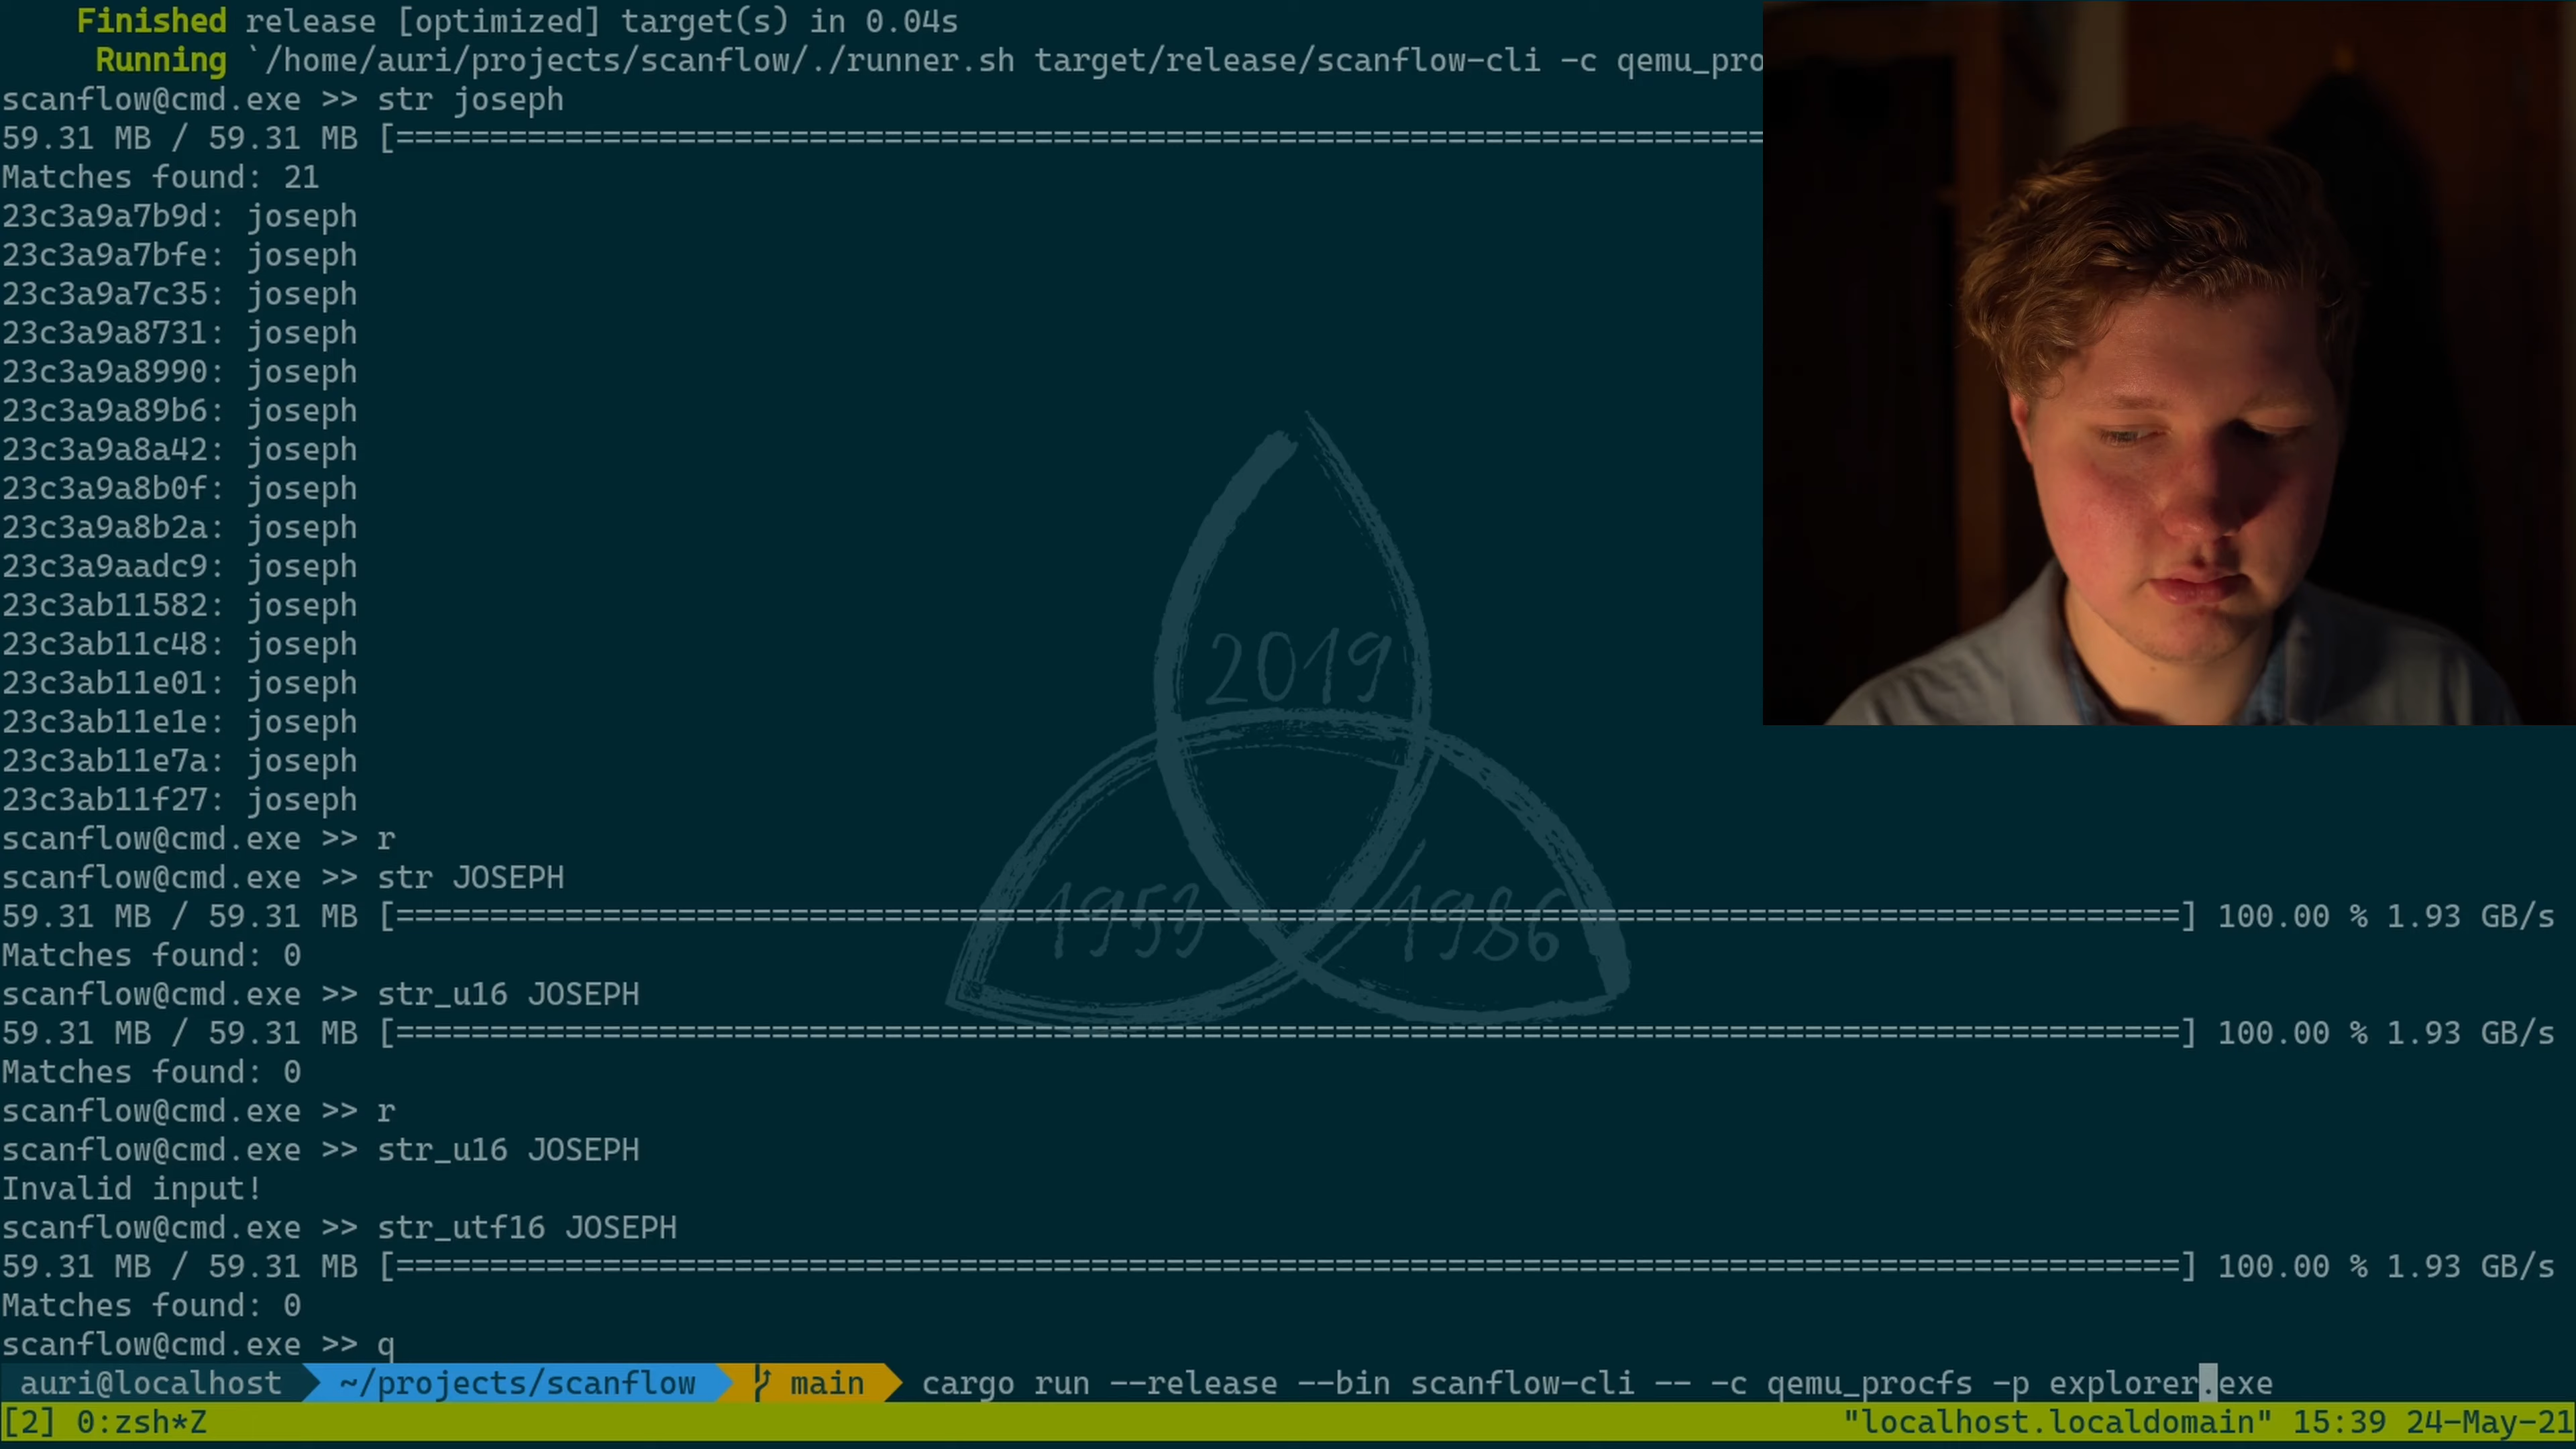 Finished release [optimized] target(s) in 0.04s
Running `/home/auri/projects/scanflow/./runner.sh target/release/scanflow-cli -c qemu_pro
scanflow@cmd.exe >> str joseph
59.31 MB / 59.31 MB [=========================================================================
Matches found: 21
23c3a9a7b9d: joseph
23c3a9a7bfe: joseph
23c3a9a7c35: joseph
23c3a9a8731: joseph
23c3a9a8990: joseph
23c3a9a89b6: joseph
23c3a9a8a42: joseph
23c3a9a8b0f: joseph
23c3a9a8b2a: joseph
23c3a9aadc9: joseph
23c3ab11582: joseph
23c3ab11c48: joseph
23c3ab11e01: joseph
23c3ab11e1e: joseph
23c3ab11e7a: joseph
23c3ab11f27: joseph
2019
scanflow@cmd.exe >> r
scanflow@cmd.exe >> str JOSEPH
1953 1986
59.31 MB / 59.31 MB [===============================================================================================] 100.00 % 1.93 GB/s
Matches found: 0
scanflow@cmd.exe >> str_u16 JOSEPH
59.31 MB / 59.31 MB [===============================================================================================] 100.00 % 1.93 GB/s
Matches found: 0
scanflow@cmd.exe >> r
scanflow@cmd.exe >> str_u16 JOSEPH
Invalid input!
scanflow@cmd.exe >> str_utf16 JOSEPH
59.31 MB / 59.31 MB [===============================================================================================] 100.00 % 1.93 GB/s
Matches found: 0
scanflow@cmd.exe >> q
auri@localhost ~/projects/scanflow main cargo run --release --bin scanflow-cli -- -c qemu_procfs -p explorer.exe
[2] 0:zsh*Z "localhost.localdomain" 15:39 24-May-21